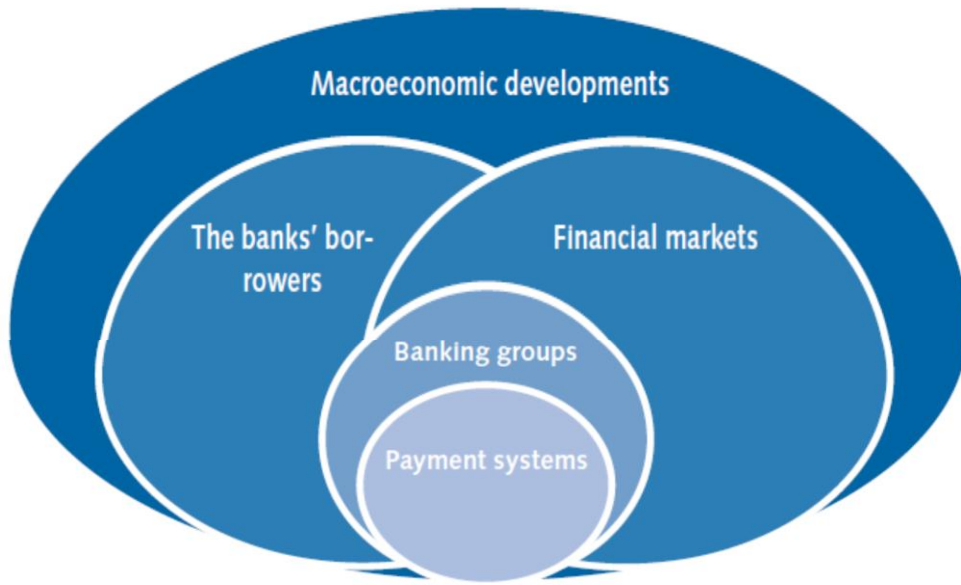 Macroeconomic developments
The banks' bor-
rowers
Financial markets
Banking groups
Payment systems